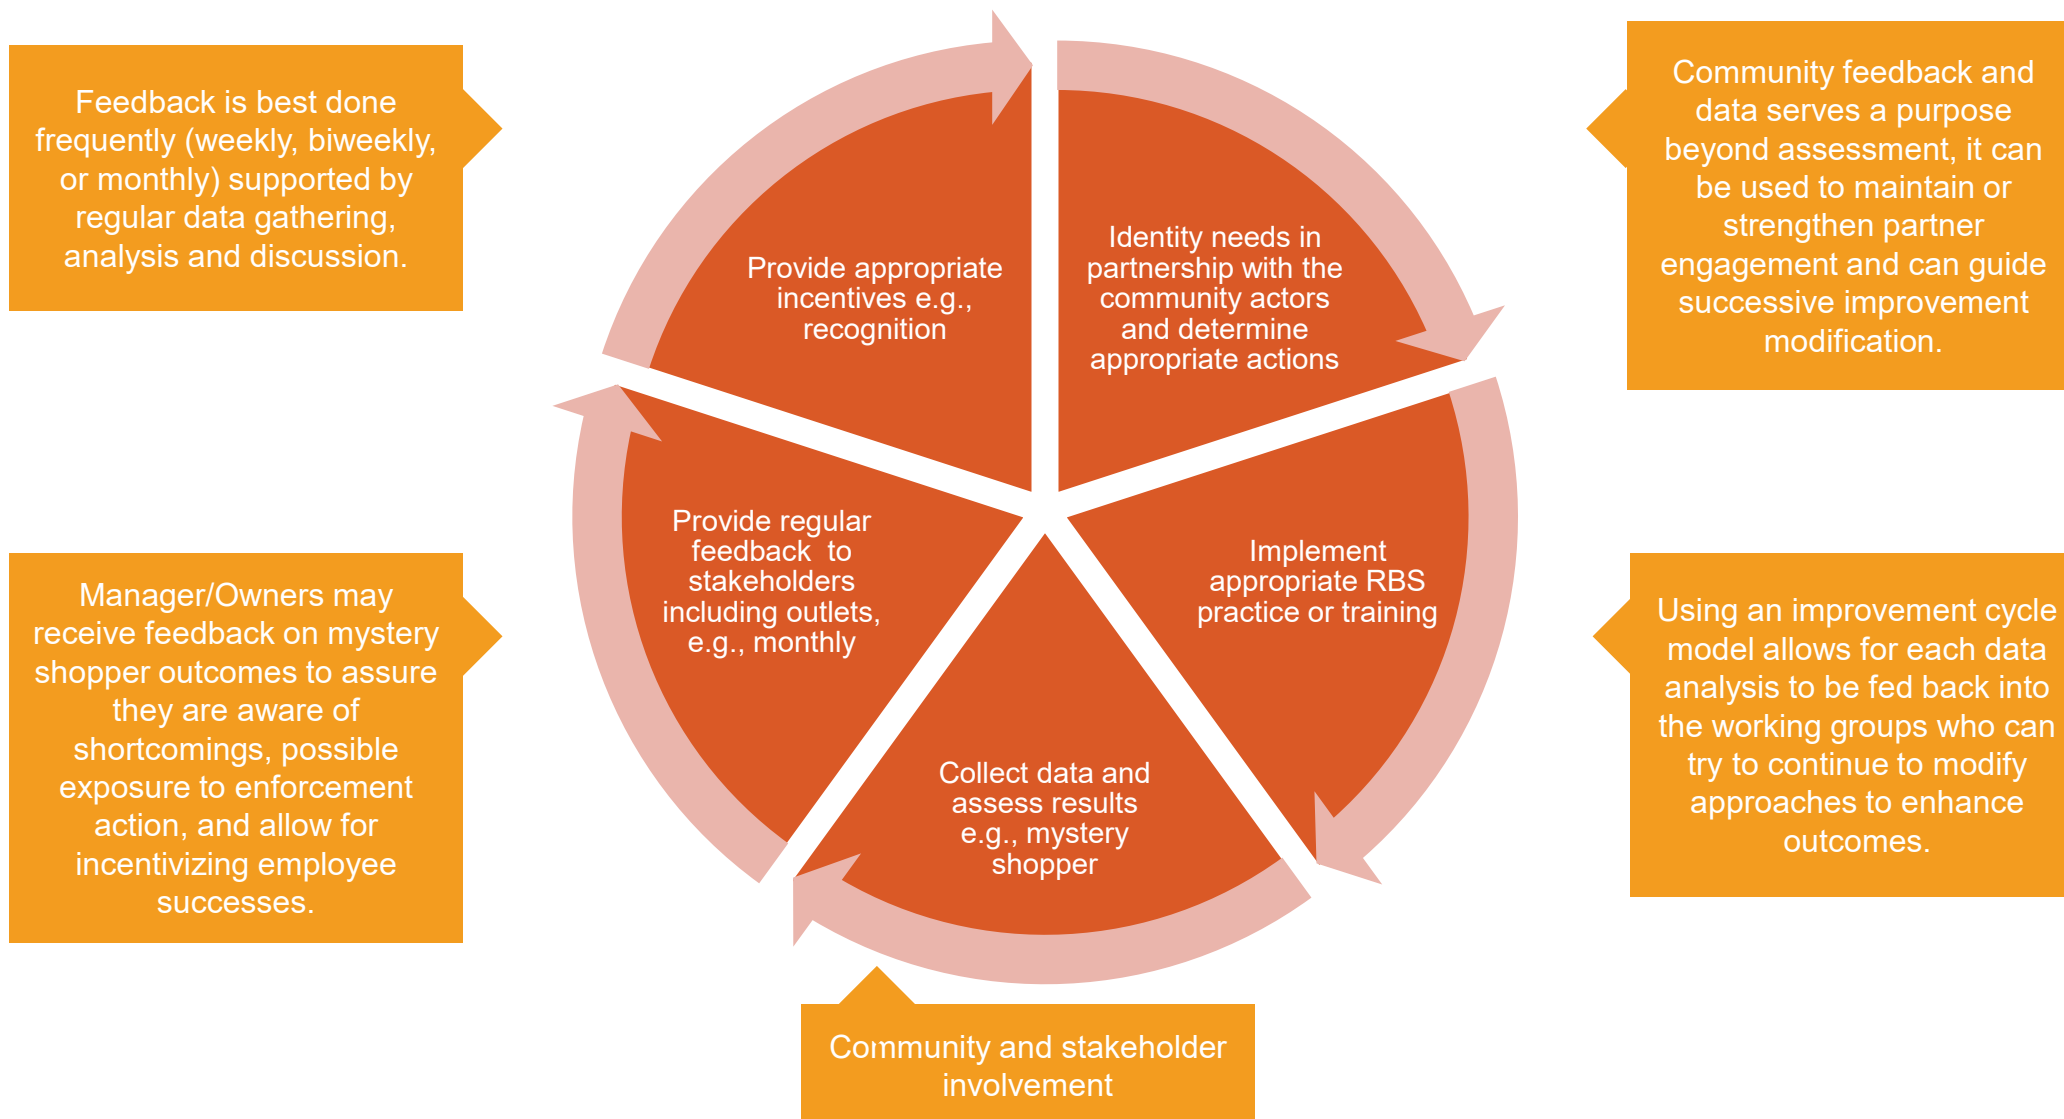 Feedback is best done
frequently (weekly, biweekly,
or monthly) supported by
regular data gathering,
analysis and discussion.
Community feedback and
data serves a purpose
beyond assessment, it can
be used to maintain or
strengthen partner
engagement and can guide
successive improvement
modification.
Provide appropriate
incentives e.g.,
recognition
Identity needs in
partnership with the
community actors
and determine
appropriate actions
Provide regular
feedback  to
stakeholders
including outlets,
e.g., monthly
Implement
appropriate RBS
practice or training
Collect data and
assess results
e.g., mystery
shopper
Manager/Owners may
receive feedback on mystery
shopper outcomes to assure
they are aware of
shortcomings, possible
exposure to enforcement
action, and allow for
incentivizing employee
successes.
Using an improvement cycle
model allows for each data
analysis to be fed back into
the working groups who can
try to continue to modify
approaches to enhance
outcomes.
Community and stakeholder
involvement